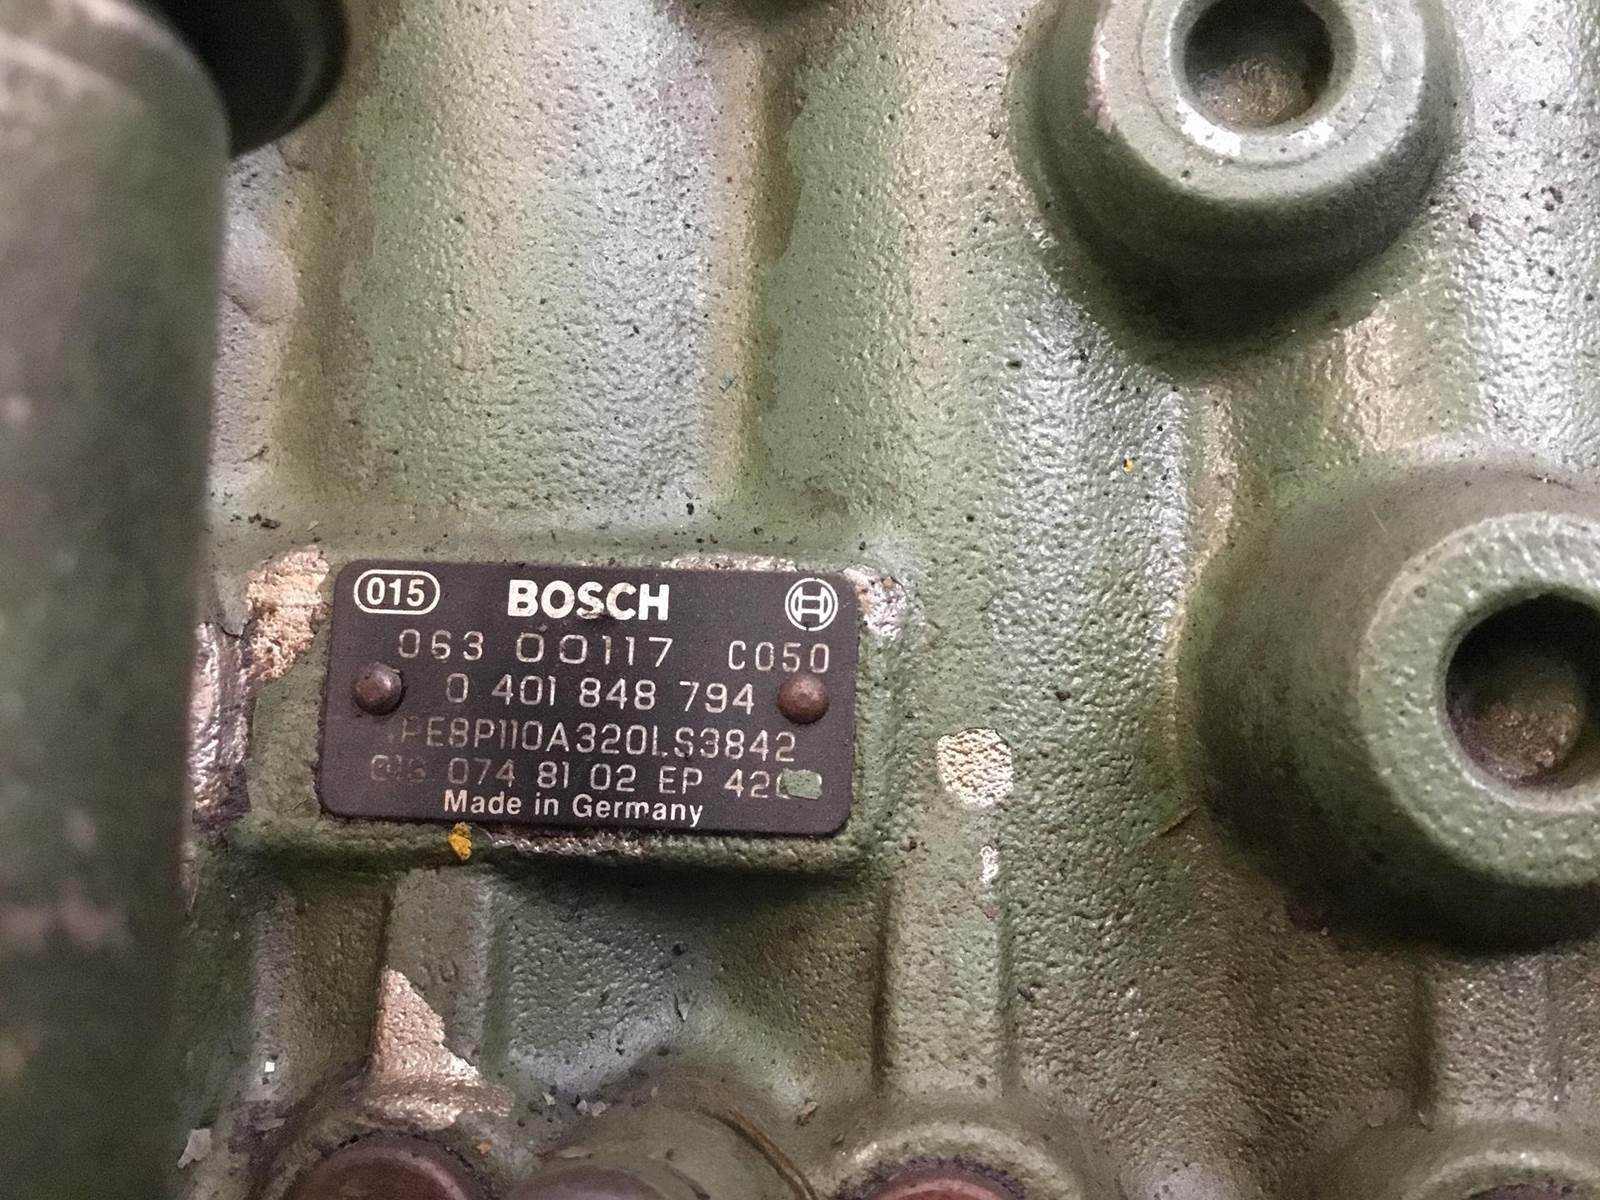 015 BOSCH
063 00117 C050
0 401 848 794
PE8P110A320LS3842
074 81 02 EP
Made in Germany